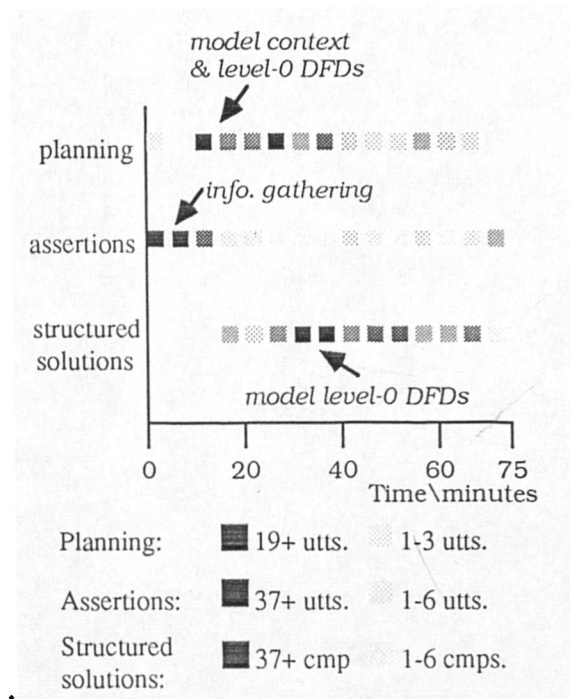 model context
& level-0 DFDs
planning
info. gathering
assertions
structured
solutions
model level-0 DFDs
0 20 40 60 75
Time\minutes
Planning: 19+ utts. 1-3 utts.
Assertions: 37+ utts. 1-6 utts.
Structured
solutions: 37+ cmp 1-6 cmps.